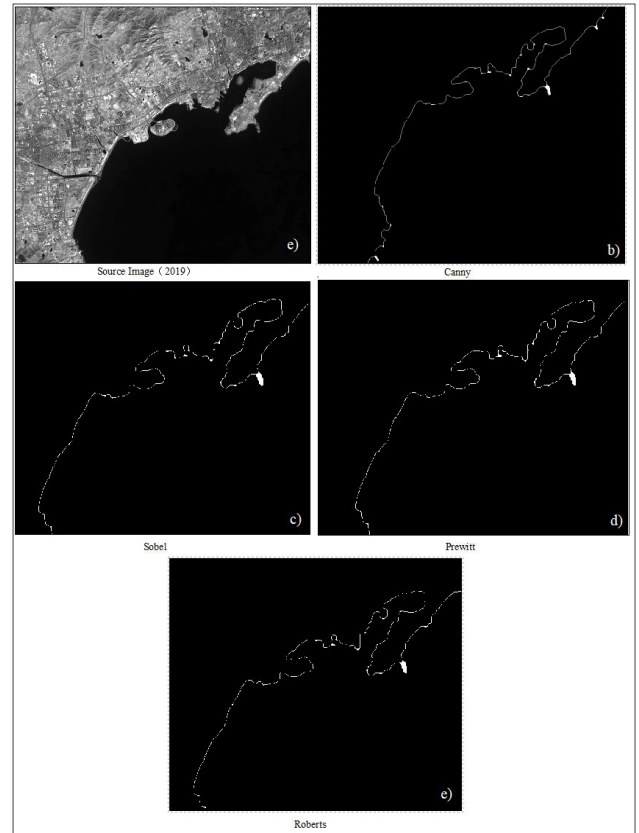 e)
Source Image（2019）
b)
Canny
c)
Sobel
d)
Prewitt
e)
Roberts